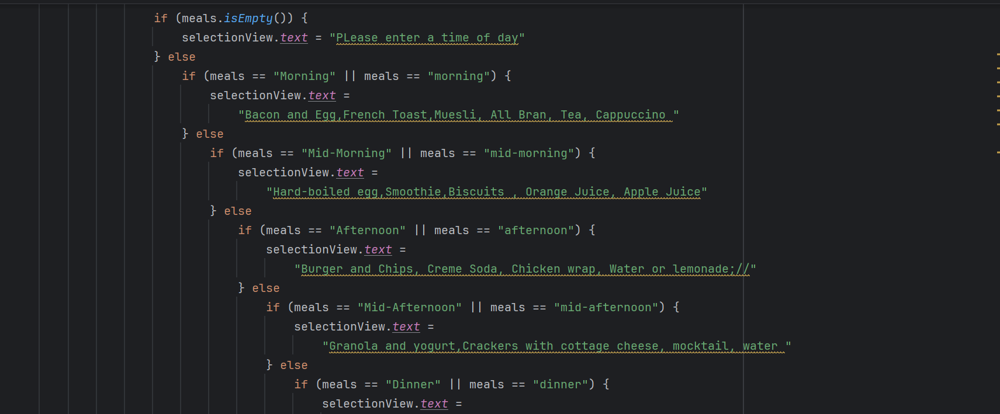 if (meals.isEmpty()) {
selectionView.text = "PLease enter a time of day"
} else
if (meals == "Morning" || meals == "morning") {
selectionView.text =
"Bacon and Egg,French Toast,Muesli, All Bran, Tea, Cappuccino "
} else
if (meals == "Mid-Morning" || meals == "mid-morning") {
selectionView.text =
"Hard-boiled egg,Smoothie,Biscuits , Orange Juice, Apple Juice"
} else
if (meals == "Afternoon" || meals == "afternoon") {
selectionView.text =
"Burger and Chips, Creme Soda, Chicken wrap, Water or lemonade;//"
} else
if (meals == "Mid-Afternoon" || meals == "mid-afternoon") {
selectionView.text =
"Granola and yogurt,Crackers with cottage cheese, mocktail, water "
} else
if (meals == "Dinner" || meals == "dinner") {
selectionView.text =